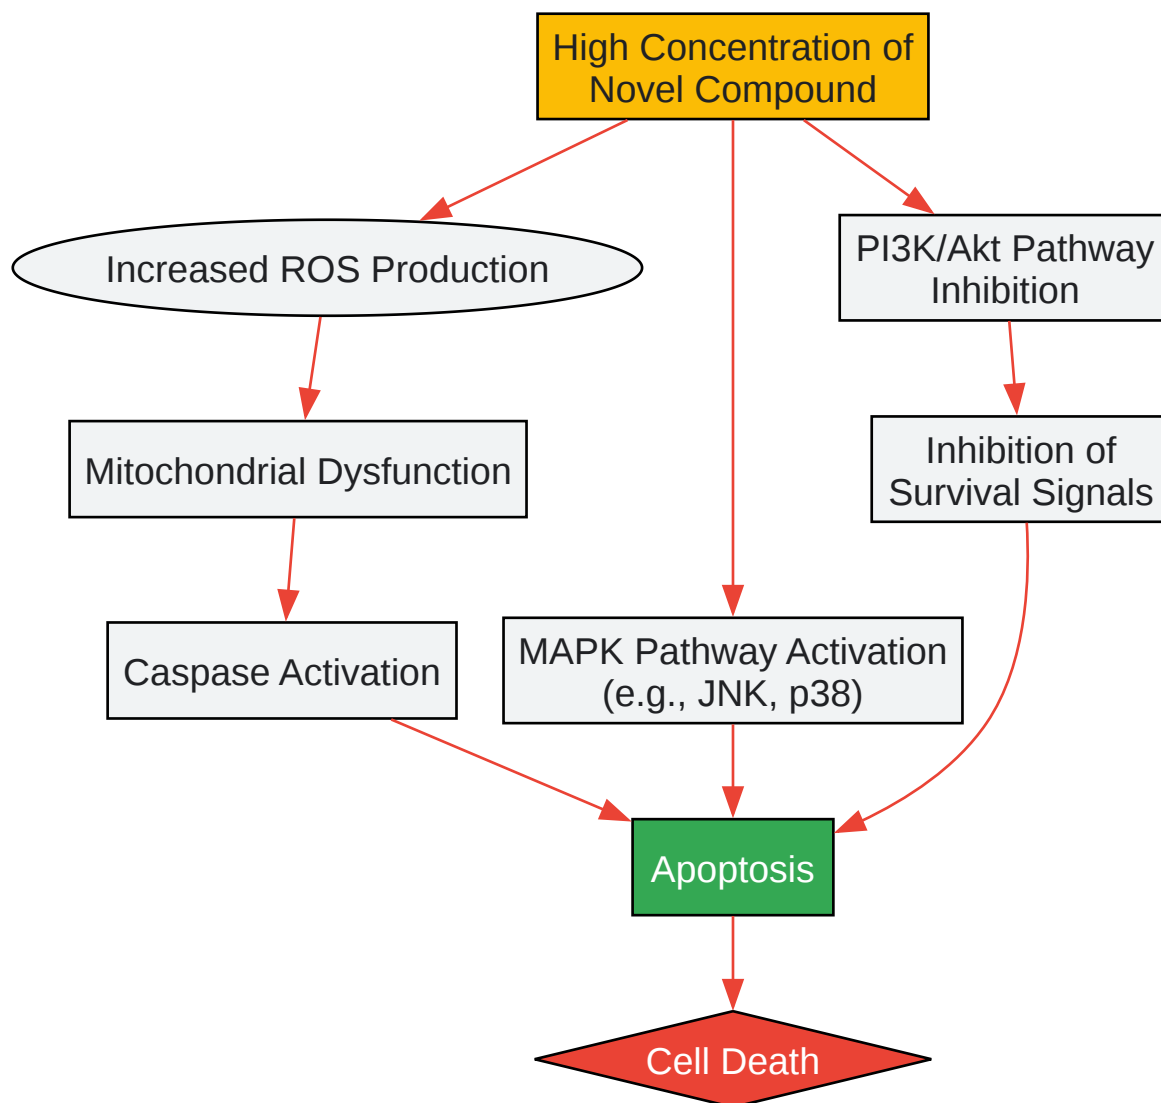 High Concentration of
Novel Compound
Increased ROS Production
PI3K/Akt Pathway
Inhibition
Mitochondrial Dysfunction
Inhibition of
Survival Signals
Caspase Activation
MAPK Pathway Activation
(e.g., JNK, p38)
Apoptosis
Cell Death